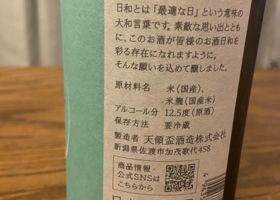 日和とは「最適な日」という意味の
大和言葉です。素敵な思い出ととも
に、このお酒が皆様のお酒日和を
彩る存在になれますように。
そんな願いを込めて醸しました。
原材料名 米(国産)、
米麹(国産米)
アルコール分 12.5度(原酒)
保存方法 要冷蔵
製造者 天領盃酒造株式会社
新潟県佐渡市加茂歌代458
商品情報・
公式SNSは
こちらから